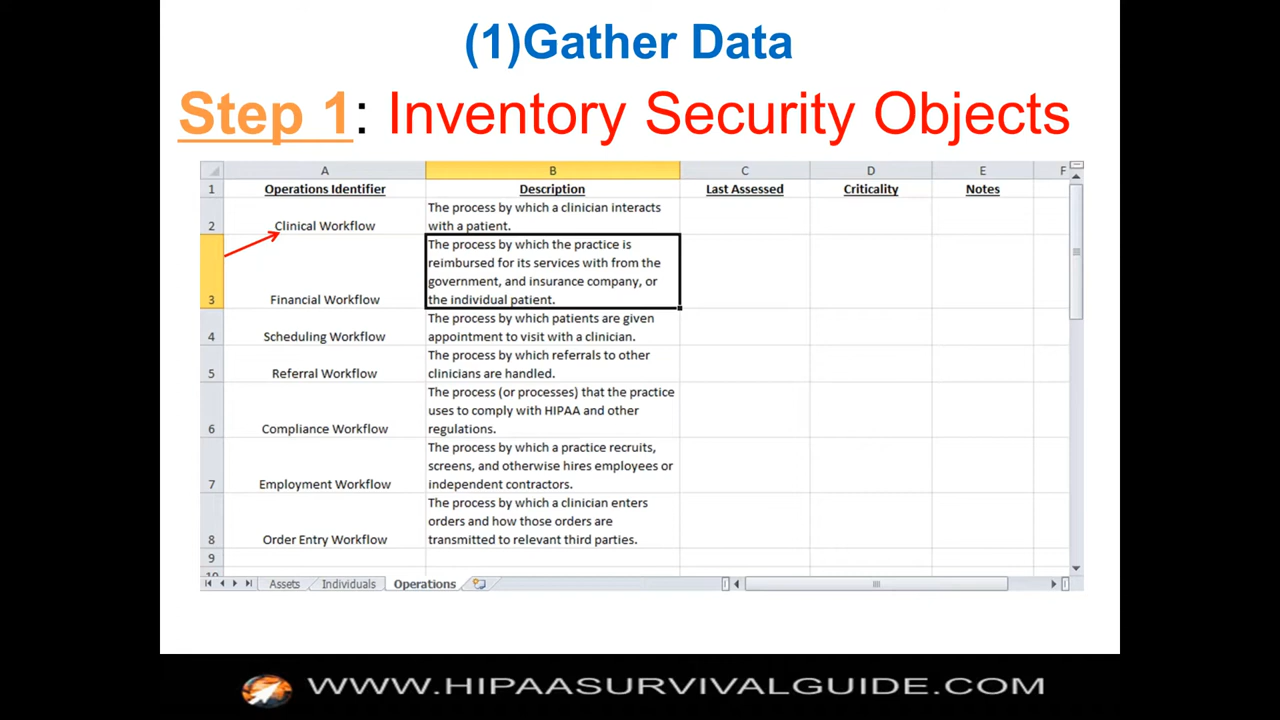 (1)Gather Data
Step 1: Inventory Security Objects
A B C D E F
1 Operations Identifier Description Last Assessed Criticality Notes
The process by which a clinician interacts
2 Clinical Workflow with a patient.
The process by which the practice is
reimbursed for its services with from the
government, and insurance company, or
3 Financial Workflow the individual patient.
The process by which patients are given
4 Scheduling Workflow appointment to visit with a clinician.
The process by which referrals to other
5 Referral Workflow clinicians are handled.
The process (or processes) that the practice
uses to comply with HIPAA and other
6 Compliance Workflow regulations.
The process by which a practice recruits,
screens, and otherwise hires employees or
7 Employment Workflow independent contractors.
The process by which a clinician enters
orders and how those orders are
8 Order Entry Workflow transmitted to relevant third parties.
9
10
Assets Individuals Operations
WWW.HIPAASURVIVALGUIDE.COM